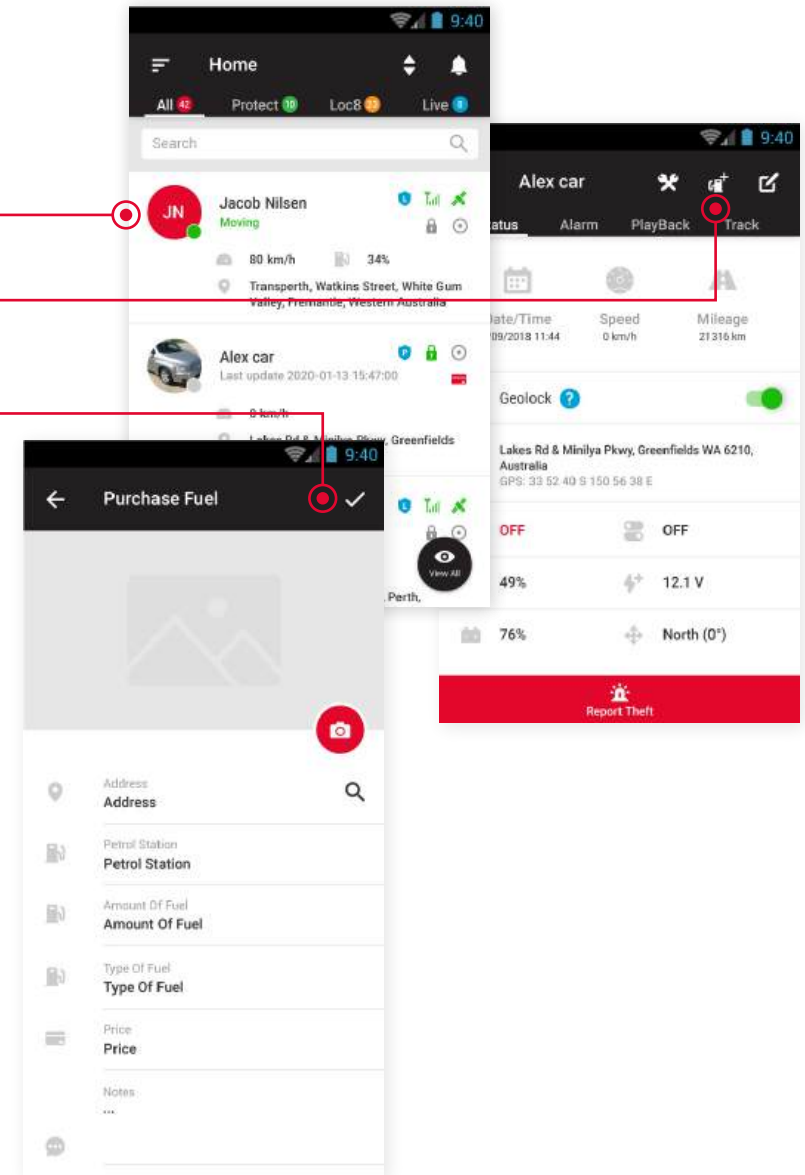 9:40
Home
All 42
Protect 10
Loc8
Live
Search
JN
Jacob Nilsen
Moving
80 km/h
34%
Transperth, Watkins Street, White Gum
Valley, Fremantle, Western Australia
Alex car
Last update 2020-01-13 15:47:00
0 km/h
Lakes Rd & Minilya Pkwy, Greenfields
View All
Perth,
9:40
Alex car
atus
Alarm
PlayBack
Track
Date/Time
Speed
Mileage
/09/2018 11:44
0 km/h
21316 km
Geolock ?
Lakes Rd & Minilya Pkwy, Greenfields WA 6210,
Australia
GPS: 33 52 40 S 150 56 38 E
OFF
OFF
49%
12.1 V
76%
North (0°)
Report Theft
9:40
Purchase Fuel
Address
Address
Petrol Station
Petrol Station
Amount Of Fuel
Amount Of Fuel
Type Of Fuel
Type Of Fuel
Price
Price
Notes
...